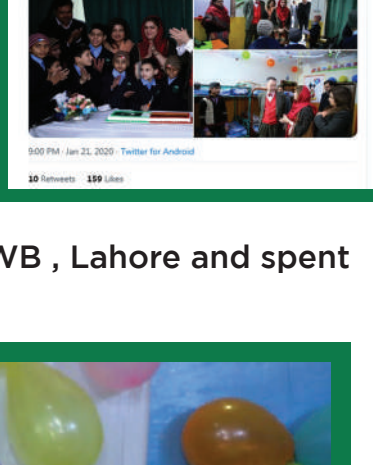 9:00 PM · Jan 21, 2020 · Twitter for Android
10 Retweets 159 Likes
WB , Lahore and spent